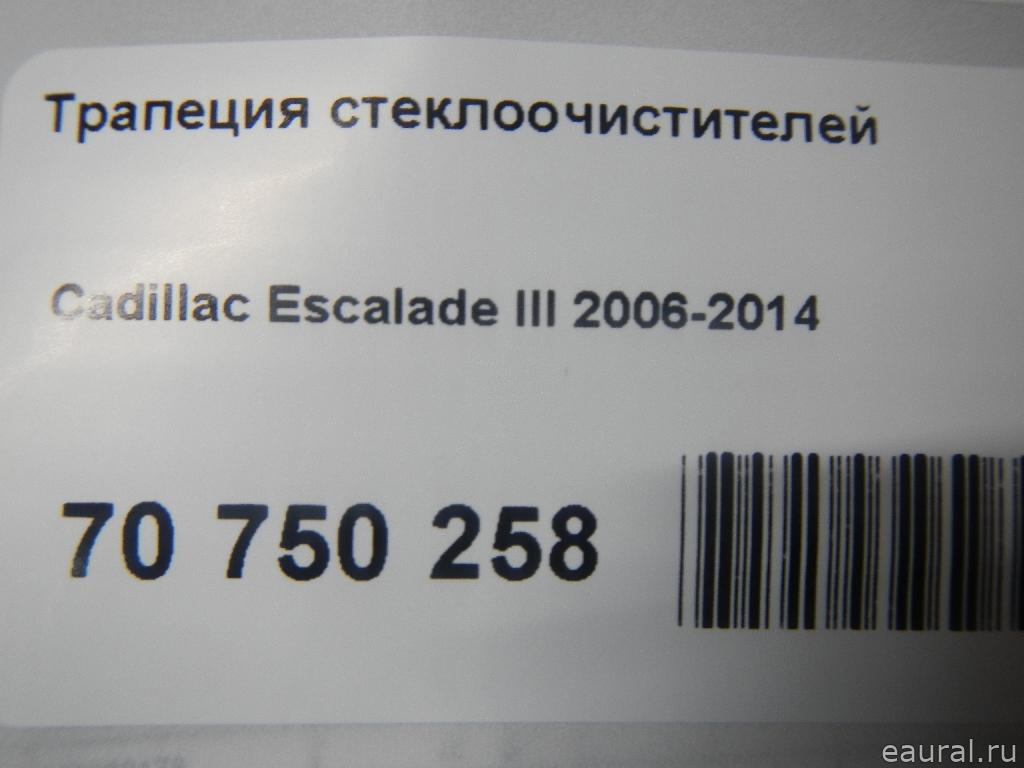 Трапеция стеклоочистителей
Cadillac Escalade III 2006-2014
70 750 258
eaural.ru